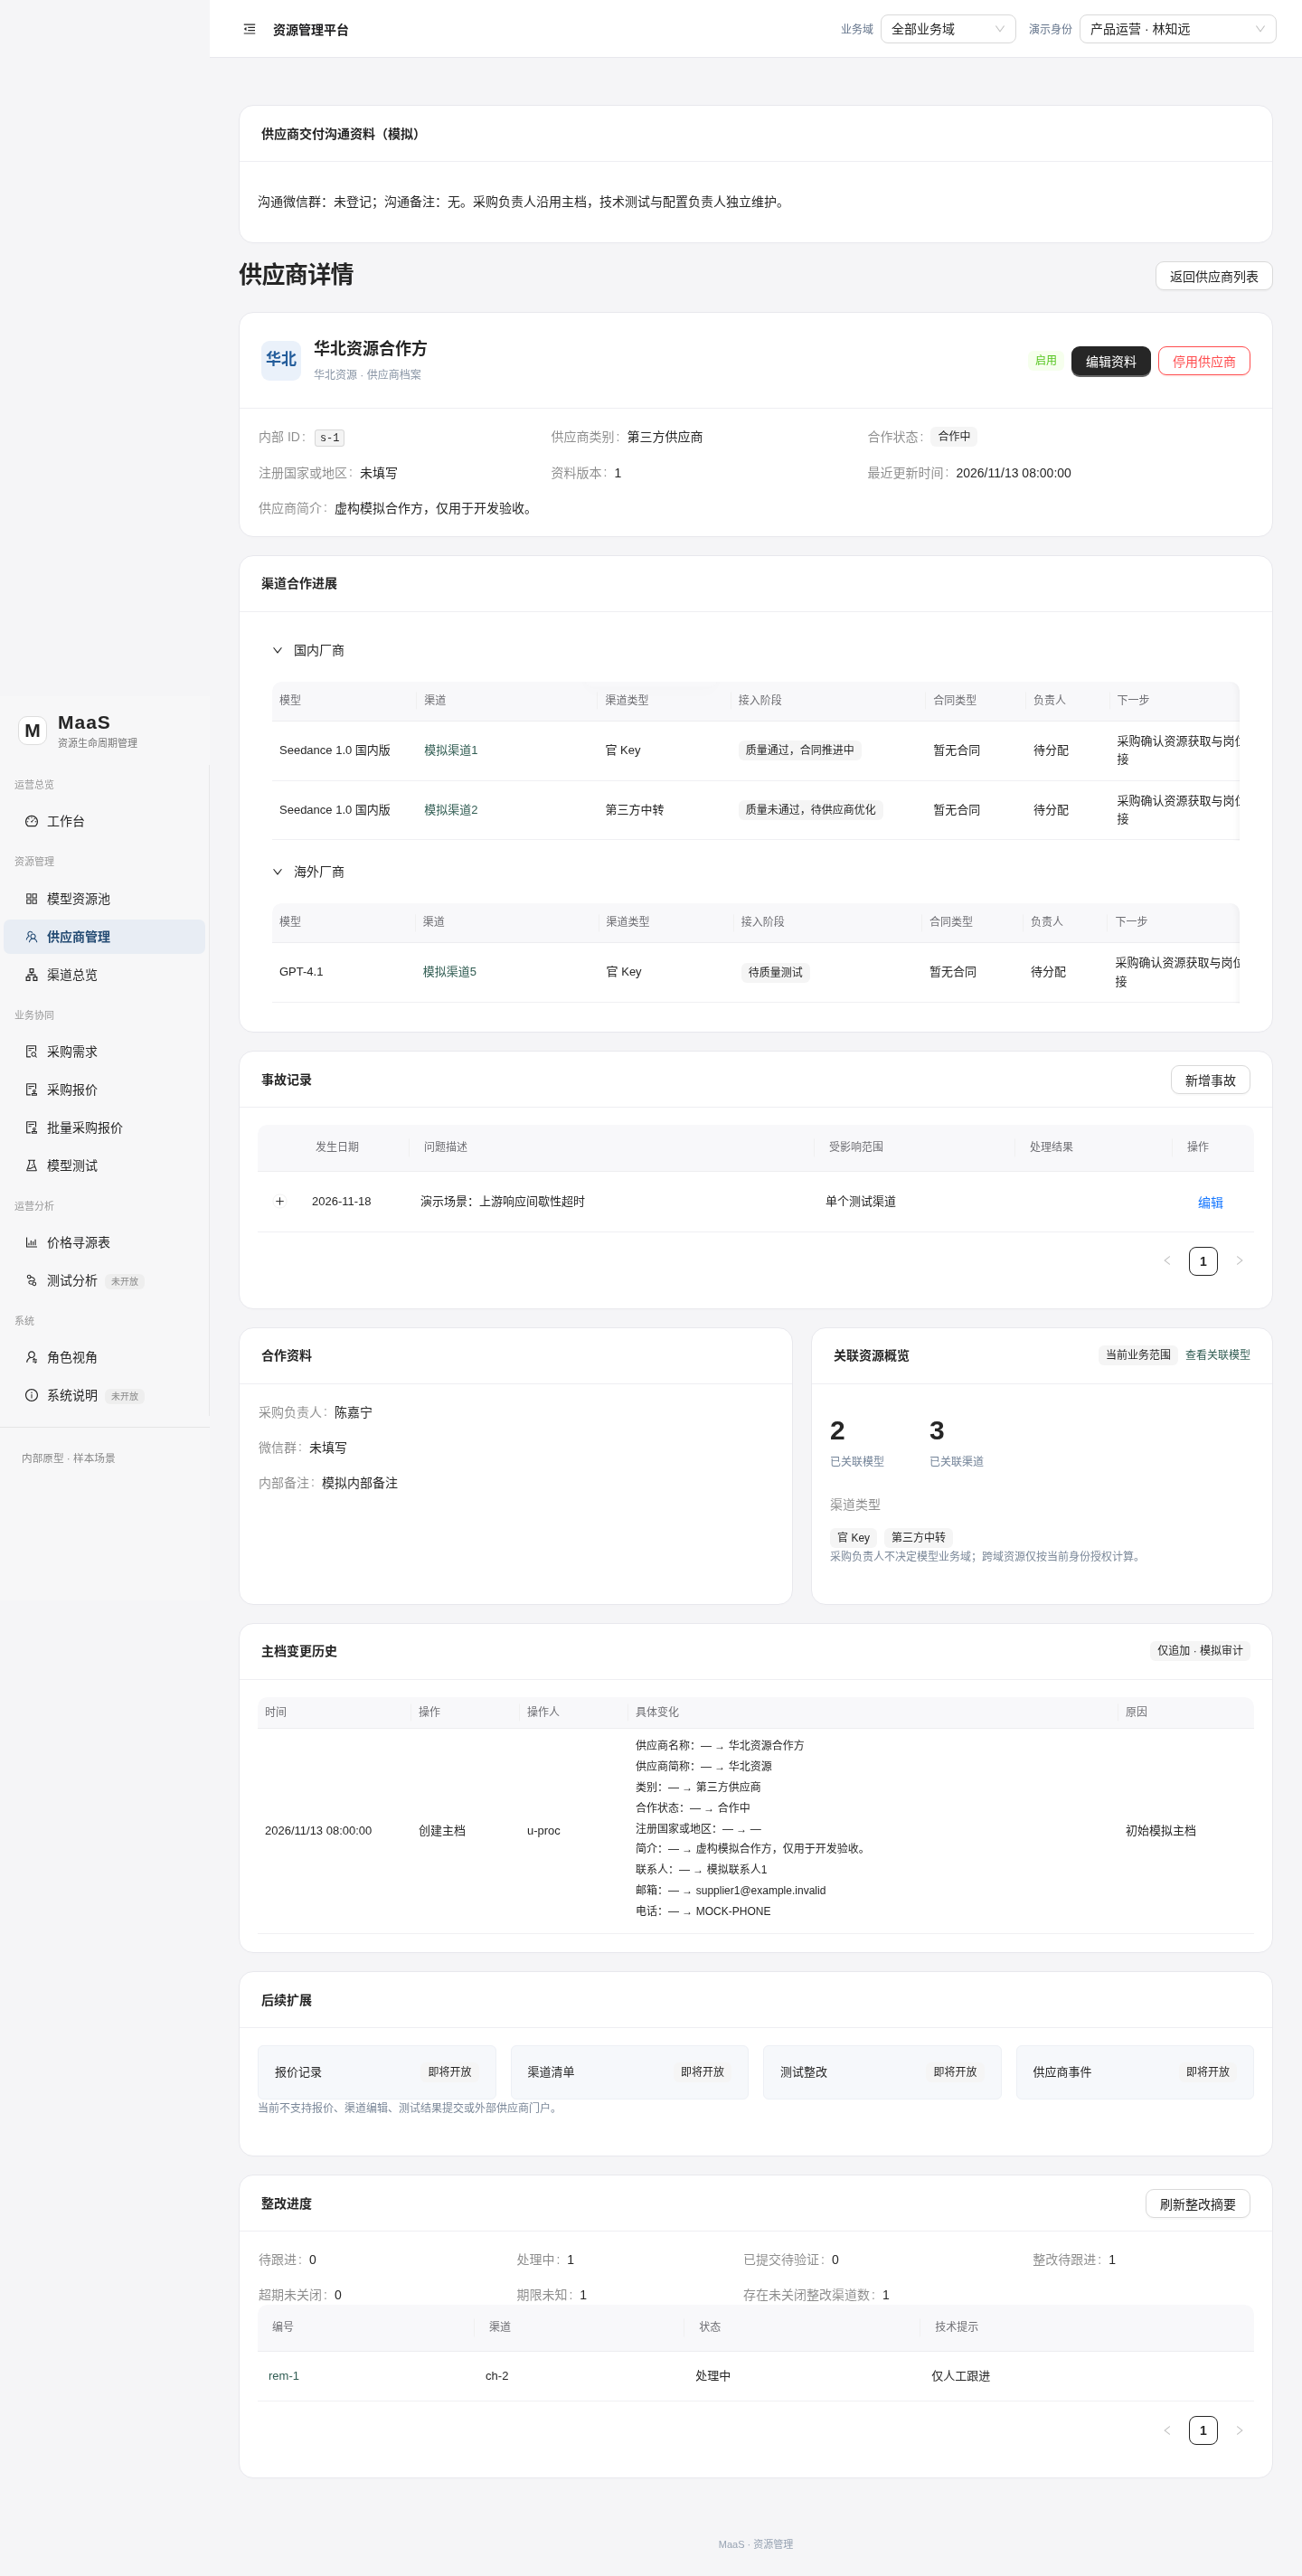 资源管理平台
业务域 全部业务域 演示身份 产品运营 · 林知远
供应商交付沟通资料（模拟）
沟通微信群：未登记；沟通备注：无。采购负责人沿用主档，技术测试与配置负责人独立维护。
供应商详情
返回供应商列表
华北
华北资源合作方
华北资源 · 供应商档案
启用 编辑资料 停用供应商
内部 ID： s-1 供应商类别：第三方供应商 合作状态：合作中
注册国家或地区：未填写 资料版本：1 最近更新时间：2026/11/13 08:00:00
供应商简介：虚构模拟合作方，仅用于开发验收。
渠道合作进展
国内厂商
模型 渠道 渠道类型 接入阶段 合同类型 负责人 下一步
Seedance 1.0 国内版 模拟渠道1 官 Key 质量通过，合同推进中 暂无合同 待分配 采购确认资源获取与岗位
接
Seedance 1.0 国内版 模拟渠道2 第三方中转 质量未通过，待供应商优化 暂无合同 待分配 采购确认资源获取与岗位
接
海外厂商
模型 渠道 渠道类型 接入阶段 合同类型 负责人 下一步
GPT-4.1 模拟渠道5 官 Key 待质量测试 暂无合同 待分配 采购确认资源获取与岗位
接
M MaaS
资源生命周期管理
运营总览
工作台
资源管理
模型资源池
供应商管理
渠道总览
业务协同
采购需求
采购报价
批量采购报价
模型测试
运营分析
价格寻源表
测试分析 未开放
系统
角色视角
系统说明 未开放
内部原型 · 样本场景
事故记录
新增事故
发生日期 问题描述 受影响范围 处理结果 操作
2026-11-18 演示场景：上游响应间歇性超时 单个测试渠道 编辑
1
合作资料
采购负责人：陈嘉宁
微信群：未填写
内部备注：模拟内部备注
关联资源概览
当前业务范围 查看关联模型
2 3
已关联模型 已关联渠道
渠道类型
官 Key 第三方中转
采购负责人不决定模型业务域；跨域资源仅按当前身份授权计算。
主档变更历史
仅追加 · 模拟审计
时间 操作 操作人 具体变化 原因
2026/11/13 08:00:00 创建主档 u-proc
供应商名称：— → 华北资源合作方
供应商简称：— → 华北资源
类别：— → 第三方供应商
合作状态：— → 合作中
注册国家或地区：— → —
简介：— → 虚构模拟合作方，仅用于开发验收。
联系人：— → 模拟联系人1
邮箱：— → supplier1@example.invalid
电话：— → MOCK-PHONE
初始模拟主档
后续扩展
报价记录 即将开放 渠道清单 即将开放 测试整改 即将开放 供应商事件 即将开放
当前不支持报价、渠道编辑、测试结果提交或外部供应商门户。
整改进度
刷新整改摘要
待跟进：0 处理中：1 已提交待验证：0 整改待跟进：1
超期未关闭：0 期限未知：1 存在未关闭整改渠道数：1
编号 渠道 状态 技术提示
rem-1 ch-2 处理中 仅人工跟进
1
MaaS · 资源管理